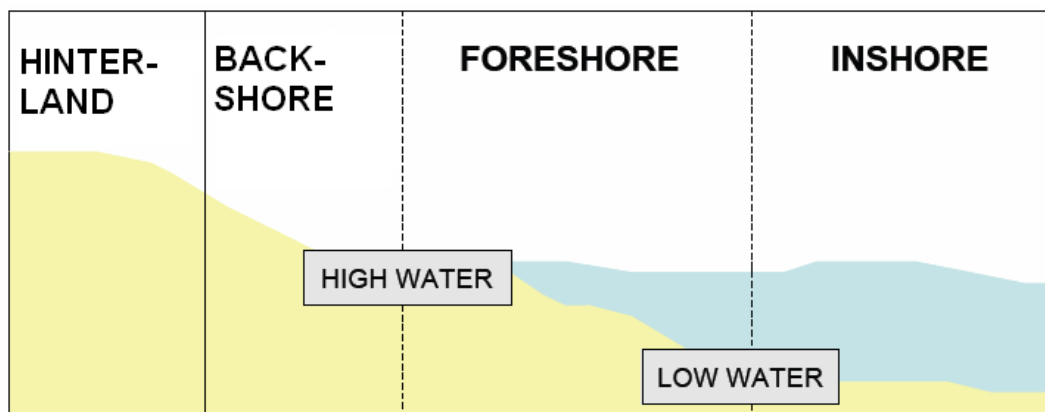 HINTER-
LAND
BACK-
SHORE
FORESHORE
INSHORE
HIGH WATER
LOW WATER